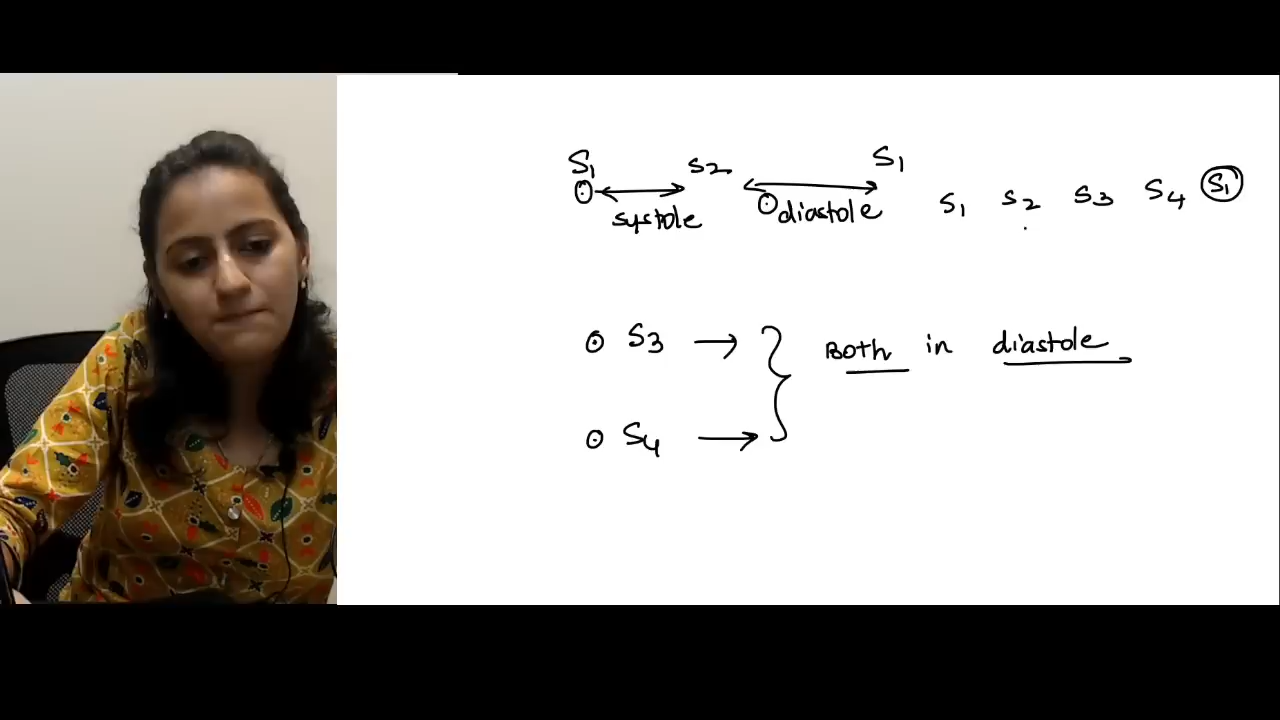 S1 S2 S1
systole diastole S1 S2 S3 S4 S1
S3 → Both in diastole
S4 →